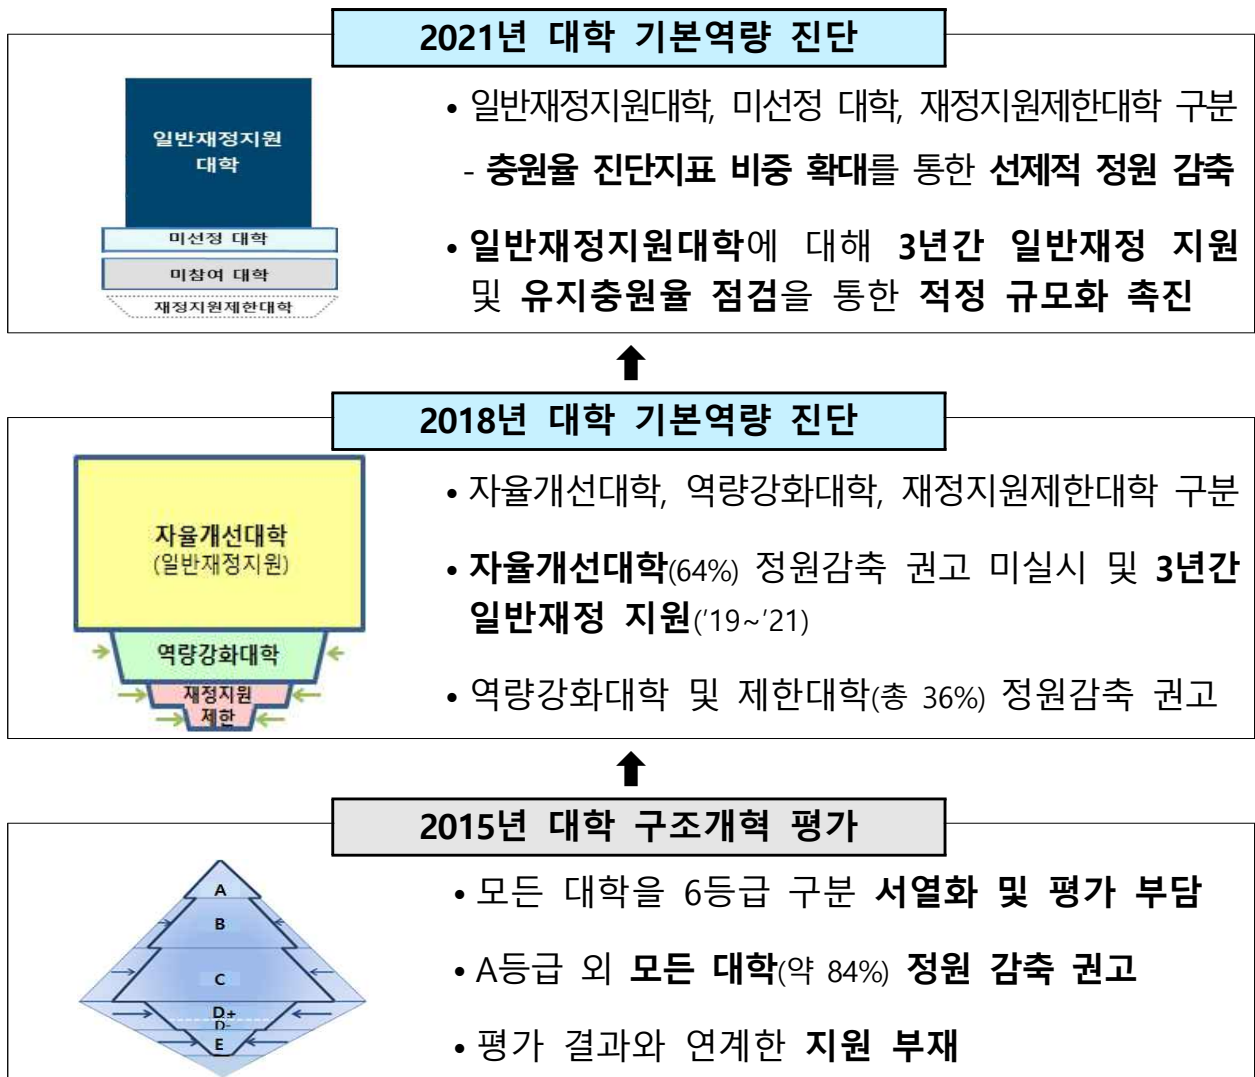 2021년 대학 기본역량 진단
일반재정지원
대학
미선정 대학
미참여 대학
재정지원제한대학
• 일반재정지원대학, 미선정 대학, 재정지원제한대학 구분
- 충원율 진단지표 비중 확대를 통한 선제적 정원 감축
• 일반재정지원대학에 대해 3년간 일반재정 지원
및 유지충원율 점검을 통한 적정 규모화 촉진
2018년 대학 기본역량 진단
자율개선대학
(일반재정지원)
역량강화대학
재정지원
제한
• 자율개선대학, 역량강화대학, 재정지원제한대학 구분
• 자율개선대학(64%) 정원감축 권고 미실시 및 3년간
일반재정 지원('19~'21)
• 역량강화대학 및 제한대학(총 36%) 정원감축 권고
2015년 대학 구조개혁 평가
A
B
C
D+
D-
E
• 모든 대학을 6등급 구분 서열화 및 평가 부담
• A등급 외 모든 대학(약 84%) 정원 감축 권고
• 평가 결과와 연계한 지원 부재